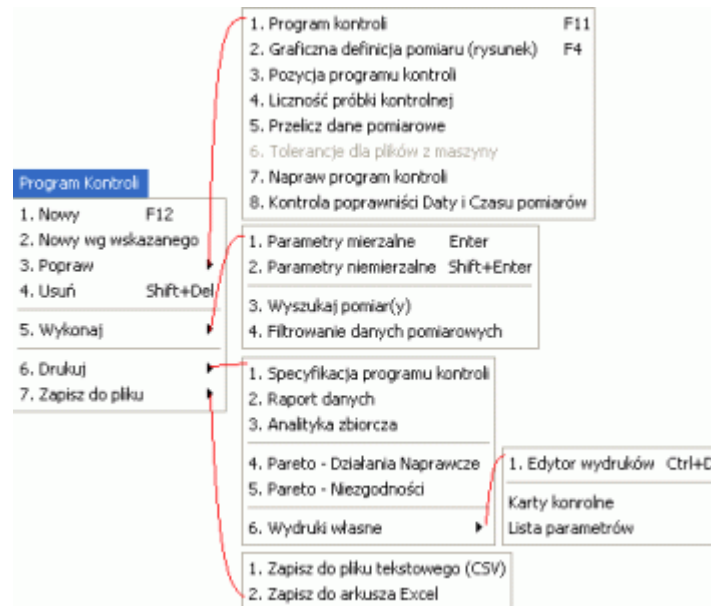 Program Kontroli
1. Nowy F12
2. Nowy wg wskazanego
3. Popraw
4. Usuń Shift+Del
5. Wykonaj
6. Drukuj
7. Zapisz do pliku
1. Program kontroli F11
2. Graficzna definicja pomiaru (rysunek) F4
3. Pozycja programu kontroli
4. Liczność próbki kontrolnej
5. Przelicz dane pomiarowe
6. Tolerancje dla plików z maszyny
7. Napraw program kontroli
8. Kontrola poprawniści Daty i Czasu pomiarów
1. Parametry mierzalne Enter
2. Parametry niemierzalne Shift+Enter
3. Wyszukaj pomiar(y)
4. Filtrowanie danych pomiarowych
1. Specyfikacja programu kontroli
2. Raport danych
3. Analityka zbiorcza
4. Pareto - Działania Naprawcze
5. Pareto - Niezgodności
6. Wydruki własne
1. Edytor wydruków Ctrl+D
Karty konrolne
Lista parametrów
1. Zapisz do pliku tekstowego (CSV)
2. Zapisz do arkusza Excel